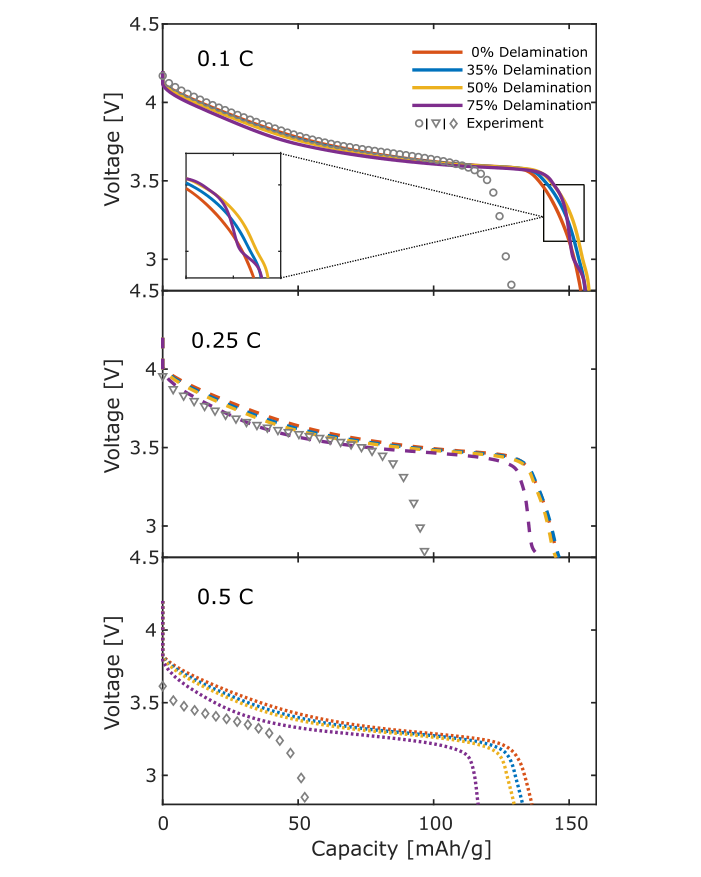 4.5
0.1 C
0% Delamination
35% Delamination
50% Delamination
75% Delamination
Experiment
4
3.5
3
Voltage [V]
4.5
0.25 C
4
3.5
3
Voltage [V]
4.5
0.5 C
4
3.5
3
Voltage [V]
0 50 100 150
Capacity [mAh/g]